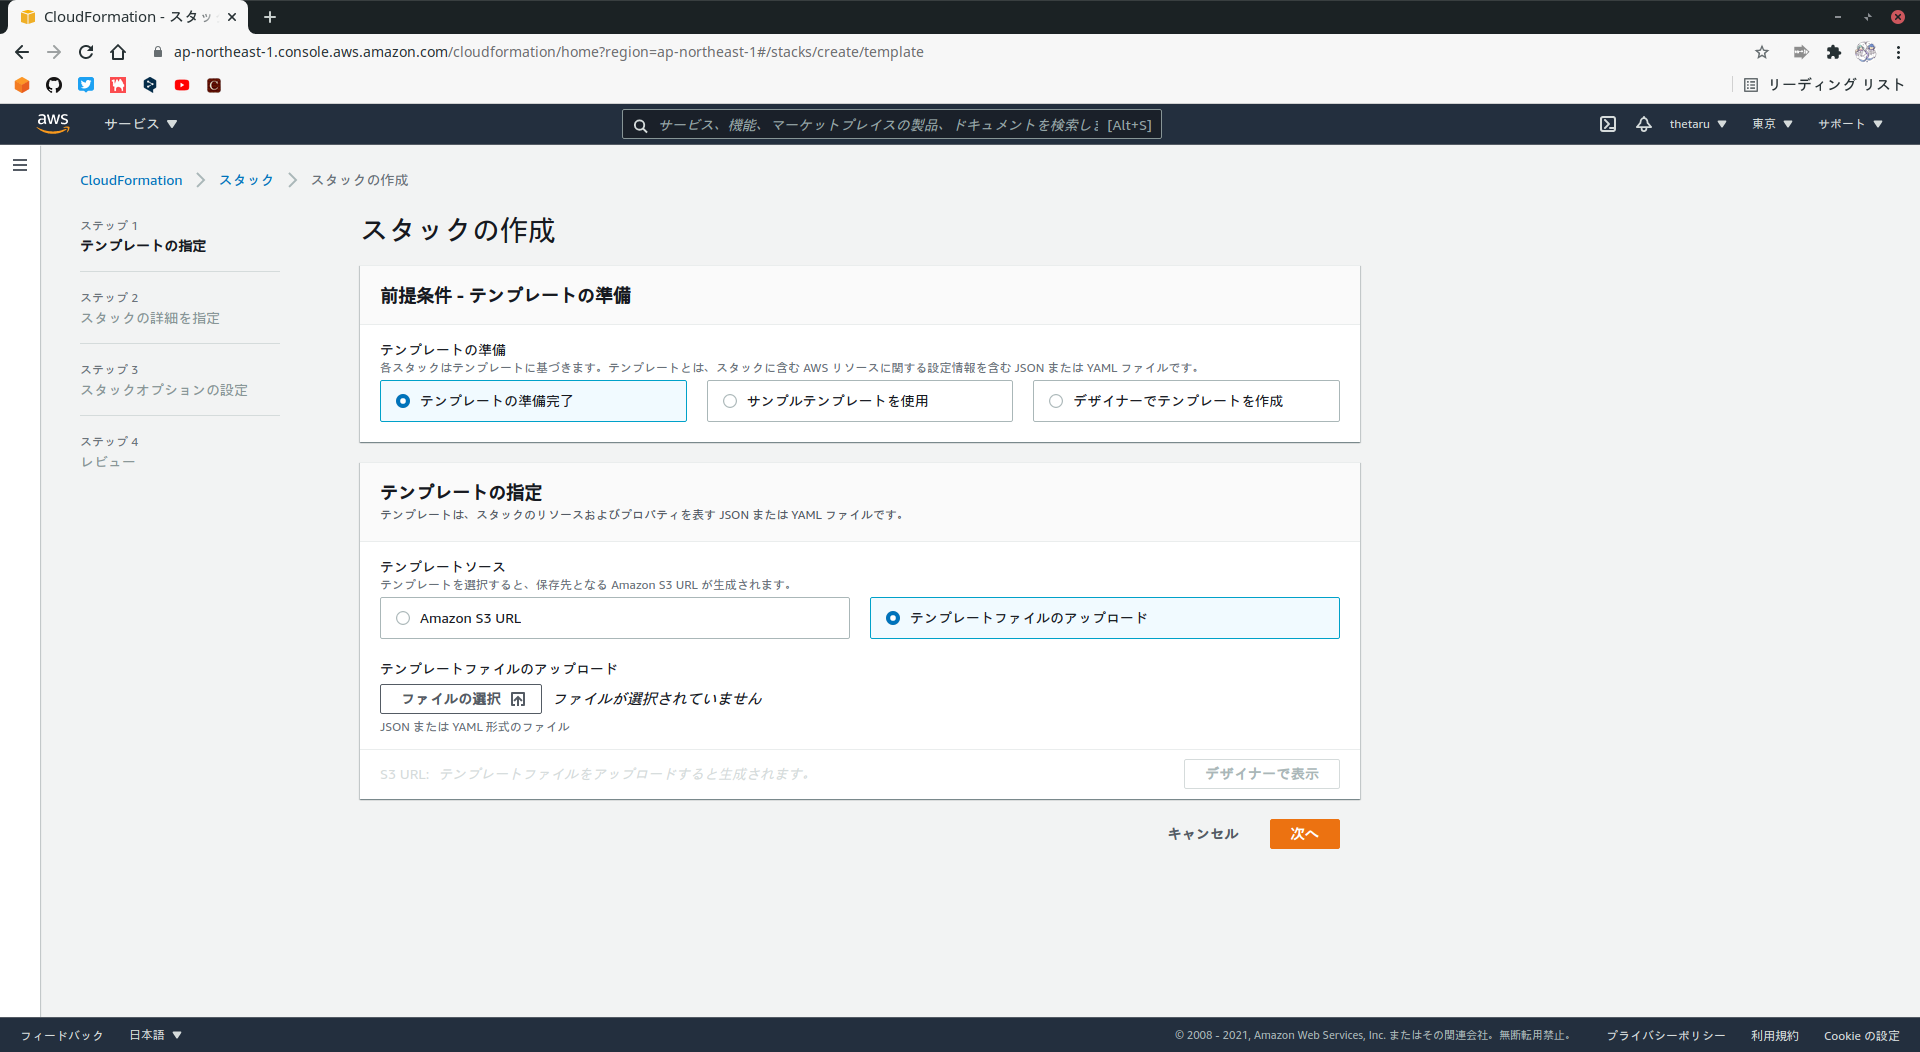 CloudFormation - スタッ
ap-northeast-1.console.aws.amazon.com/cloudformation/home?region=ap-northeast-1#/stacks/create/template
リーディング リスト
aws
サービス
サービス、機能、マーケットプレイスの製品、ドキュメントを検索しま [Alt+S]
thetaru
東京
サポート
CloudFormation
スタック
スタックの作成
ステップ 1
テンプレートの指定
ステップ 2
スタックの詳細を指定
ステップ 3
スタックオプションの設定
ステップ 4
レビュー
スタックの作成
前提条件 - テンプレートの準備
テンプレートの準備
各スタックはテンプレートに基づきます。テンプレートとは、スタックに含む AWS リソースに関する設定情報を含む JSON または YAML ファイルです。
テンプレートの準備完了
サンプルテンプレートを使用
デザイナーでテンプレートを作成
テンプレートの指定
テンプレートは、スタックのリソースおよびプロパティを表す JSON または YAML ファイルです。
テンプレートソース
テンプレートを選択すると、保存先となる Amazon S3 URL が生成されます。
Amazon S3 URL
テンプレートファイルのアップロード
テンプレートファイルのアップロード
ファイルの選択
ファイルが選択されていません
JSON または YAML 形式のファイル
S3 URL: テンプレートファイルをアップロードすると生成されます。
デザイナーで表示
キャンセル
次へ
フィードバック
日本語
© 2008 - 2021, Amazon Web Services, Inc. またはその関連会社。無断転用禁止。
プライバシーポリシー
利用規約
Cookie の設定